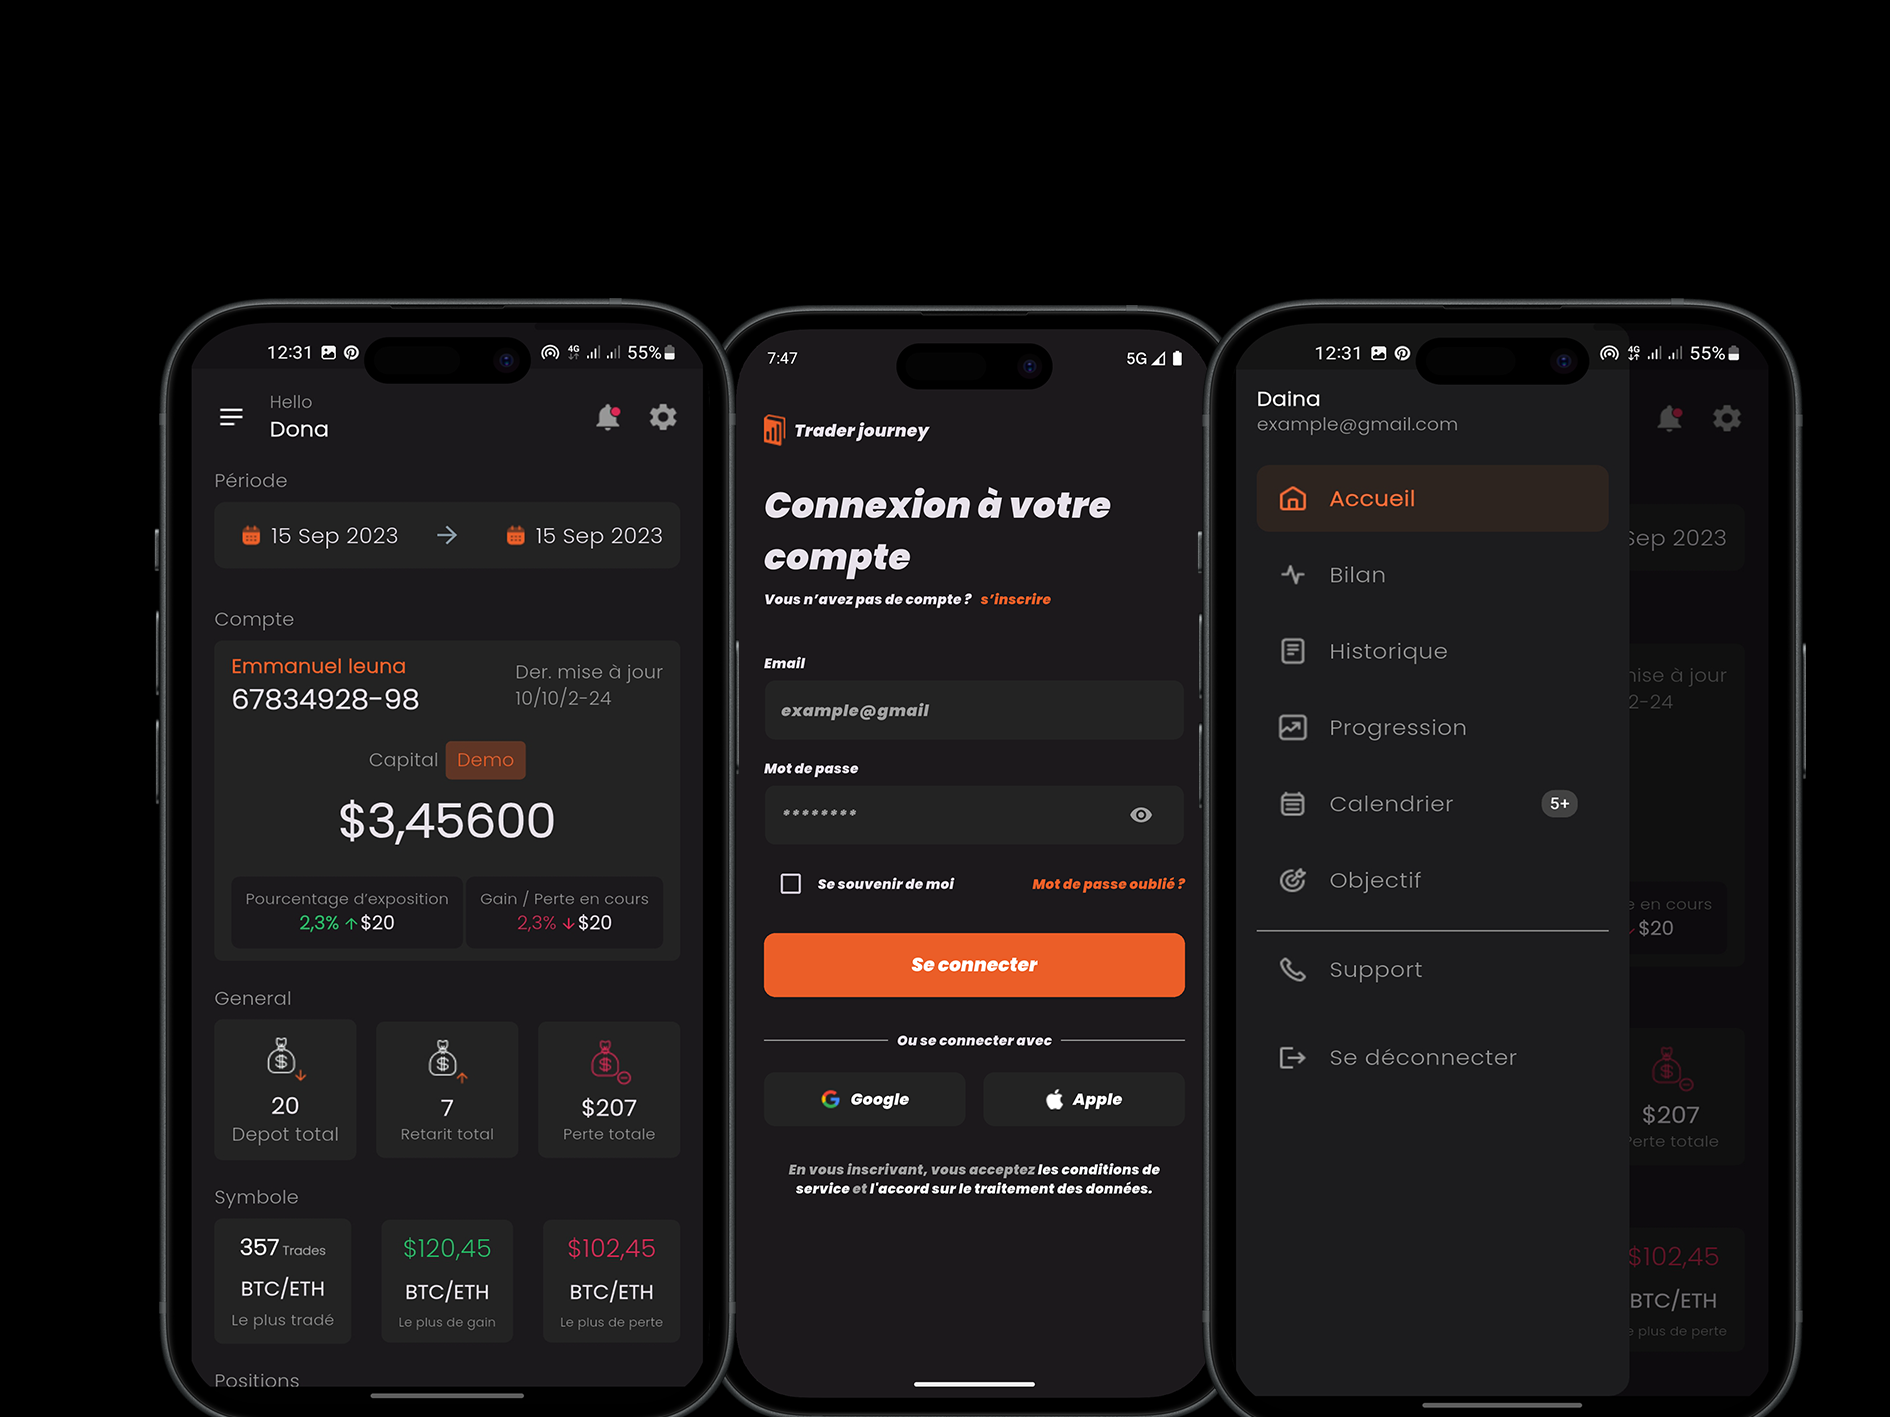 12:31
4G
55%
Hello
Dona
Période
15 Sep 2023
15 Sep 2023
Compte
Emmanuel leuna
67834928-98
Der. mise à jour
10/10/2-24
Capital Demo
$3,45600
Pourcentage d'exposition
2,3% $20
Gain / Perte en cours
2,3% $20
General
20
Depot total
7
Retarit total
$207
Perte totale
Symbole
357 Trades
BTC/ETH
Le plus tradé
$120,45
BTC/ETH
Le plus de gain
$102,45
BTC/ETH
Le plus de perte
Positions
7:47
5G
Trader journey
Connexion à votre
compte
Vous n’avez pas de compte ? s’inscrire
Email
example@gmail
Mot de passe
********
Se souvenir de moi
Mot de passe oublié ?
Se connecter
Ou se connecter avec
Google
Apple
En vous inscrivant, vous acceptez les conditions de
service et l'accord sur le traitement des données.
12:31
4G
55%
Daina
example@gmail.com
Accueil
Bilan
Historique
Progression
Calendrier
5+
Objectif
Support
Se déconnecter
Sep 2023
mise à jour
2-24
e en cours
$20
$207
Perte totale
$102,45
BTC/ETH
e plus de perte